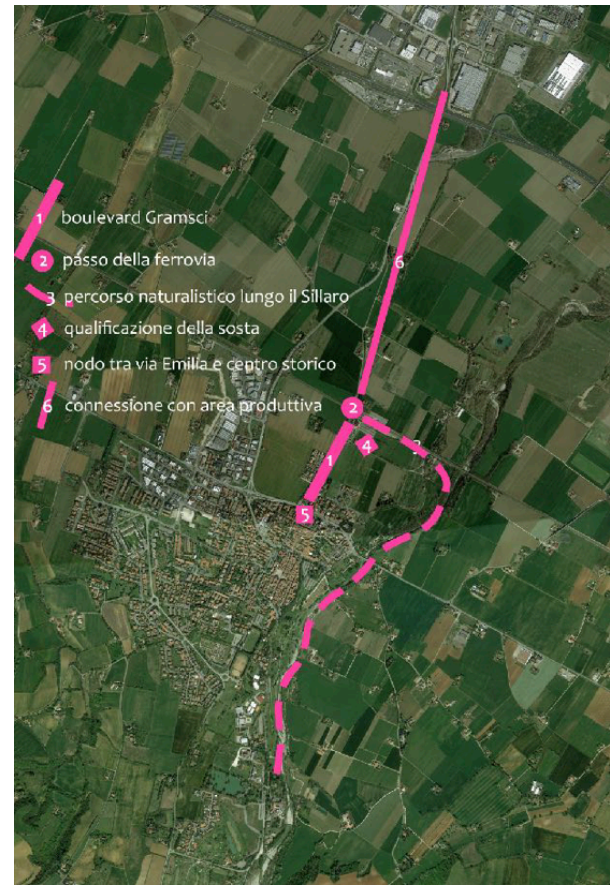 1 boulevard Gramsci
2 passo della ferrovia
3 percorso naturalistico lungo il Sillaro
4 qualificazione della sosta
5 nodo tra via Emilia e centro storico
6 connessione con area produttiva
6
2
3
4
1
5